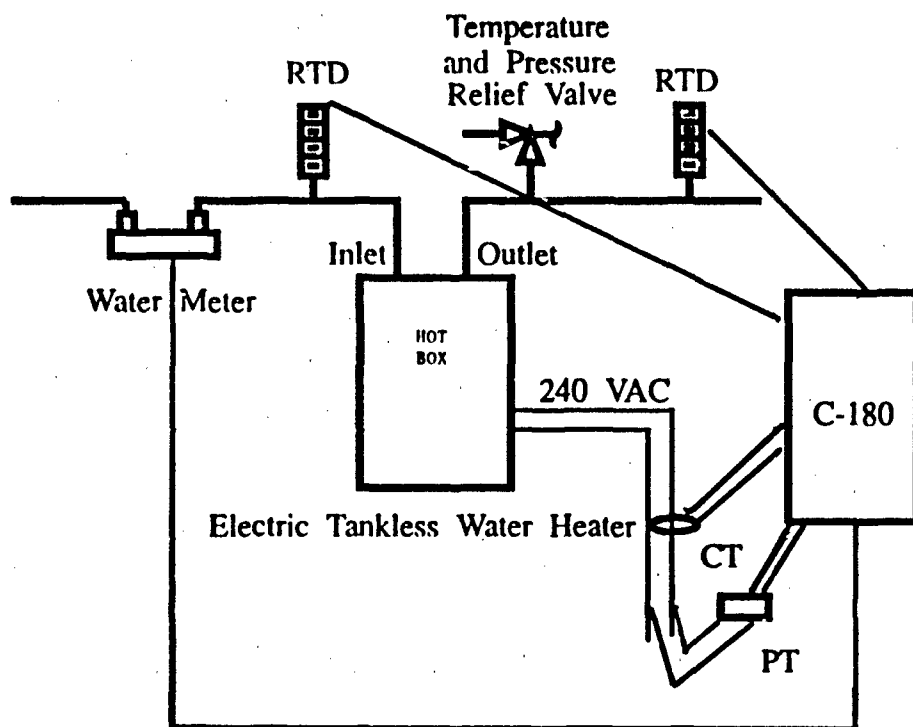 Temperature
and Pressure
Relief Valve
RTD
RTD
Inlet
Outlet
Water Meter
HOT
BOX
240 VAC
C-180
Electric Tankless Water Heater
CT
PT